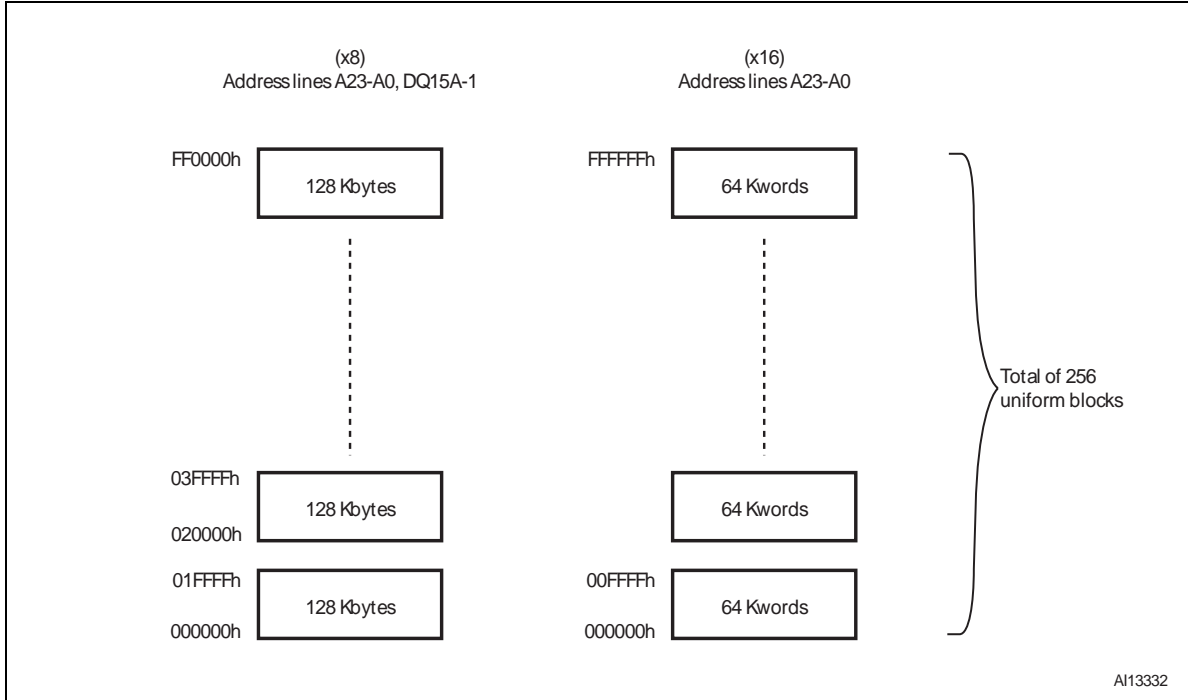 (x8)
Address lines A23-A0, DQ15A-1
(x16)
Address lines A23-A0
FF0000h
128 Kbytes
FFFFFFh
64 Kwords
Total of 256
uniform blocks
03FFFFh
128 Kbytes
020000h
64 Kwords
01FFFFh
128 Kbytes
000000h
00FFFFh
64 Kwords
000000h
AI13332